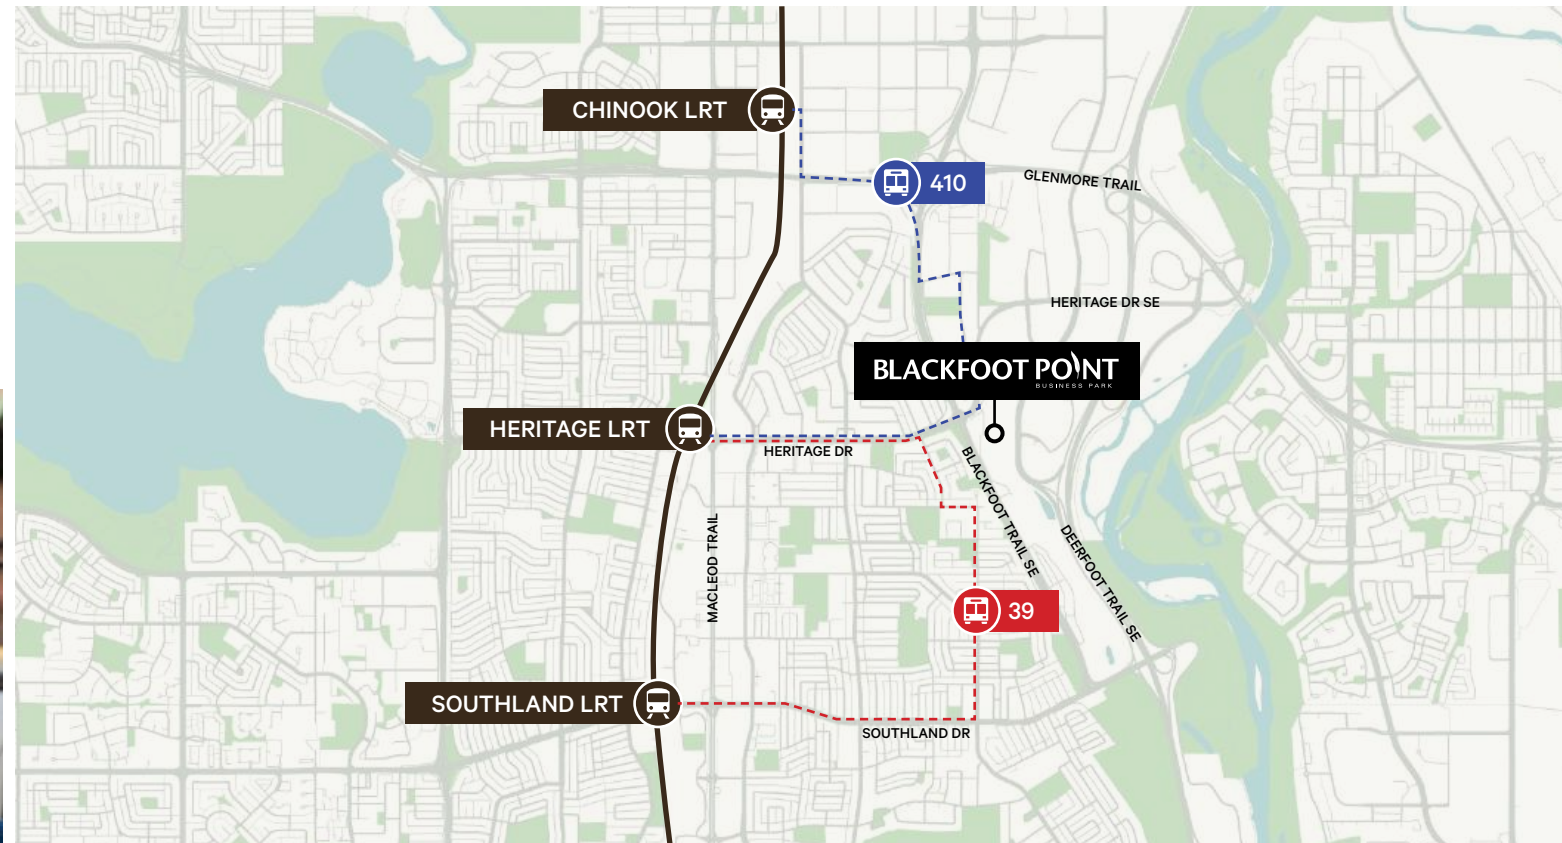 CHINOOK LRT
410
GLENMORE TRAIL
HERITAGE DR SE
BLACKFOOT POINT
BUSINESS PARK
HERITAGE LRT
HERITAGE DR
BLACKFOOT TRAIL SE
MACLEOD TRAIL
DEERFOOT TRAIL SE
39
SOUTHLAND LRT
SOUTHLAND DR